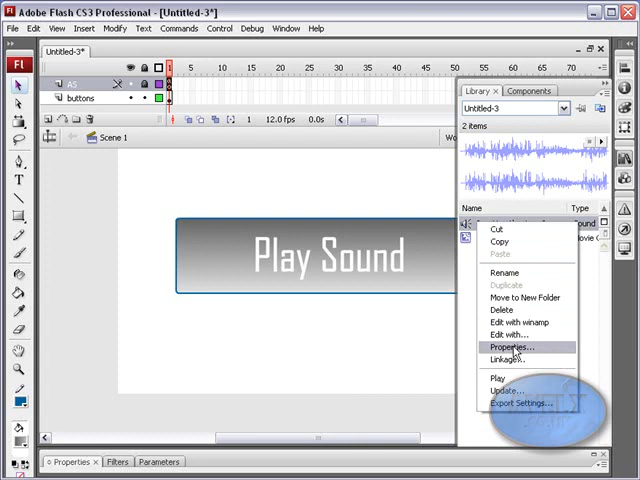 Adobe Flash CS3 Professional - [Untitled-3*]
File Edit View Insert Modify Text Commands Control Debug Window Help
Untitled-3*
1 5 10 15 20 25 30 35 40 45 50 55 60 65 70
AS
buttons
1 12.0 fps 0.0s
Scene 1
Fl
Library × Components
Untitled-3
2 items
Name Type
Sound
Cut
Copy
Paste
Rename
Duplicate
Move to New Folder
Delete
Edit with winamp
Edit with...
Properties...
Linkage...
Play
Update...
Export Settings...
Play Sound
Properties × Filters Parameters